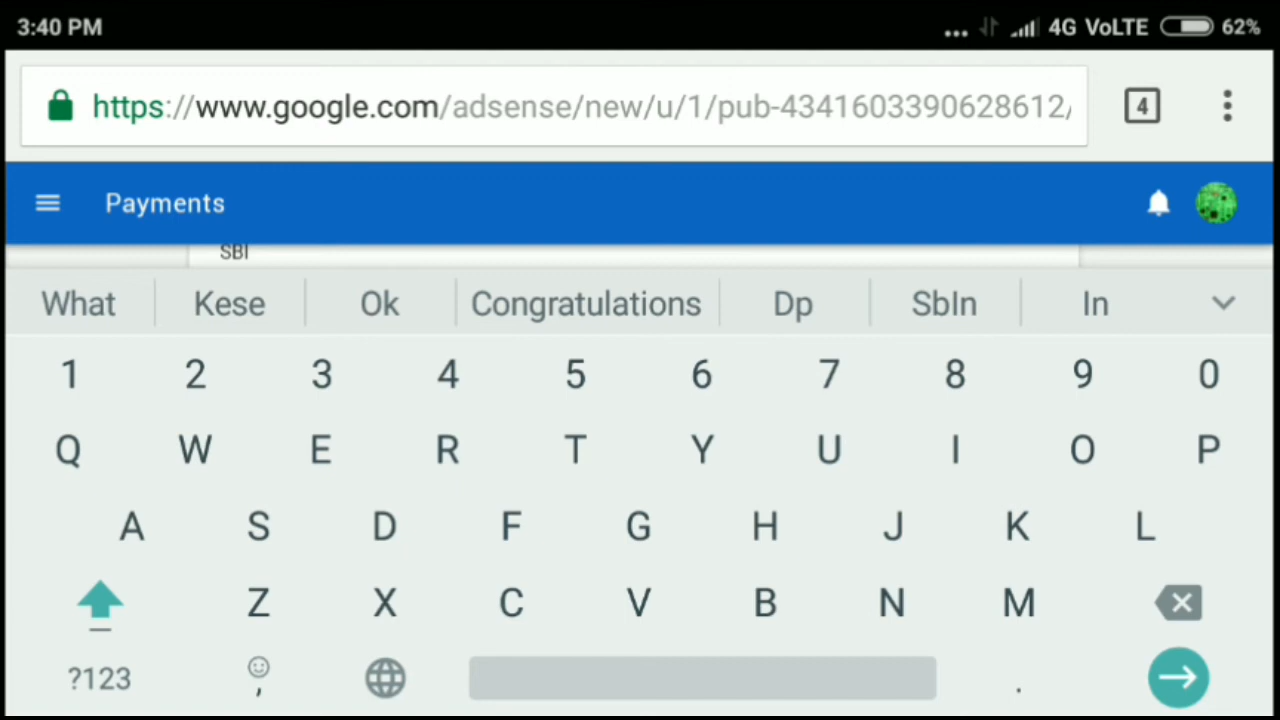 3:40 PM ... 4G VoLTE 62%
https://www.google.com/adsense/new/u/1/pub-4341603390628612/ 4
Payments
SBI
What Kese Ok Congratulations Dp SbIn In
1 2 3 4 5 6 7 8 9 0
Q W E R T Y U I O P
A S D F G H J K L
Z X C V B N M
?123 , .